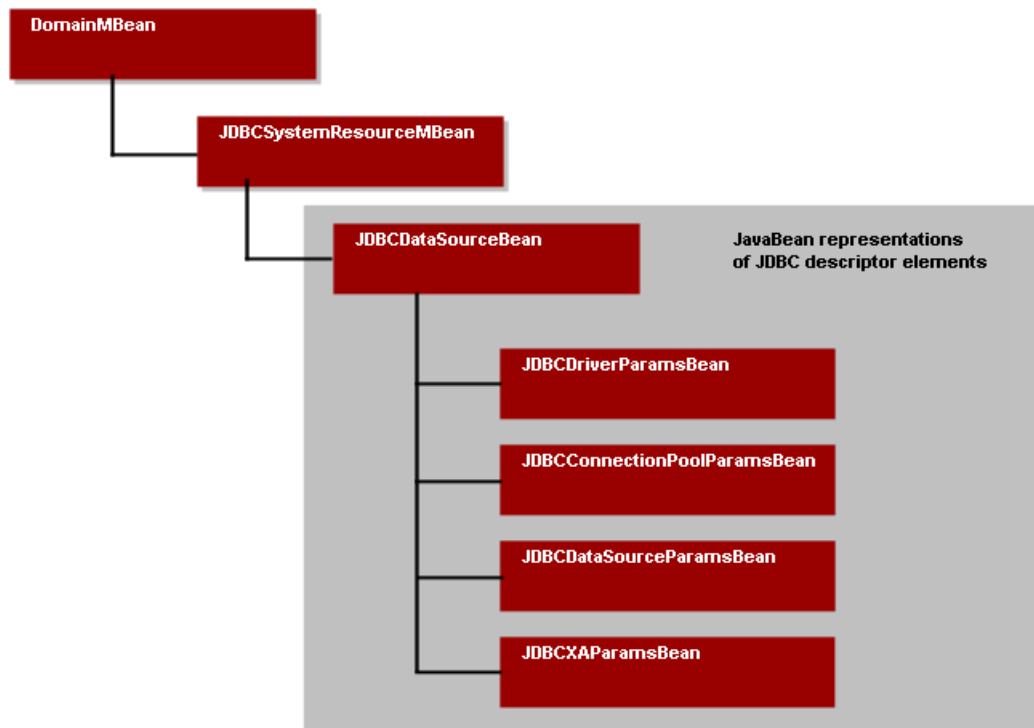 DomainMBean
JDBCSystemResourceMBean
JDBCDataSourceBean
JavaBean representations
of JDBC descriptor elements
JDBCDriverParamsBean
JDBCConnectionPoolParamsBean
JDBCDataSourceParamsBean
JDBCXAParamsBean